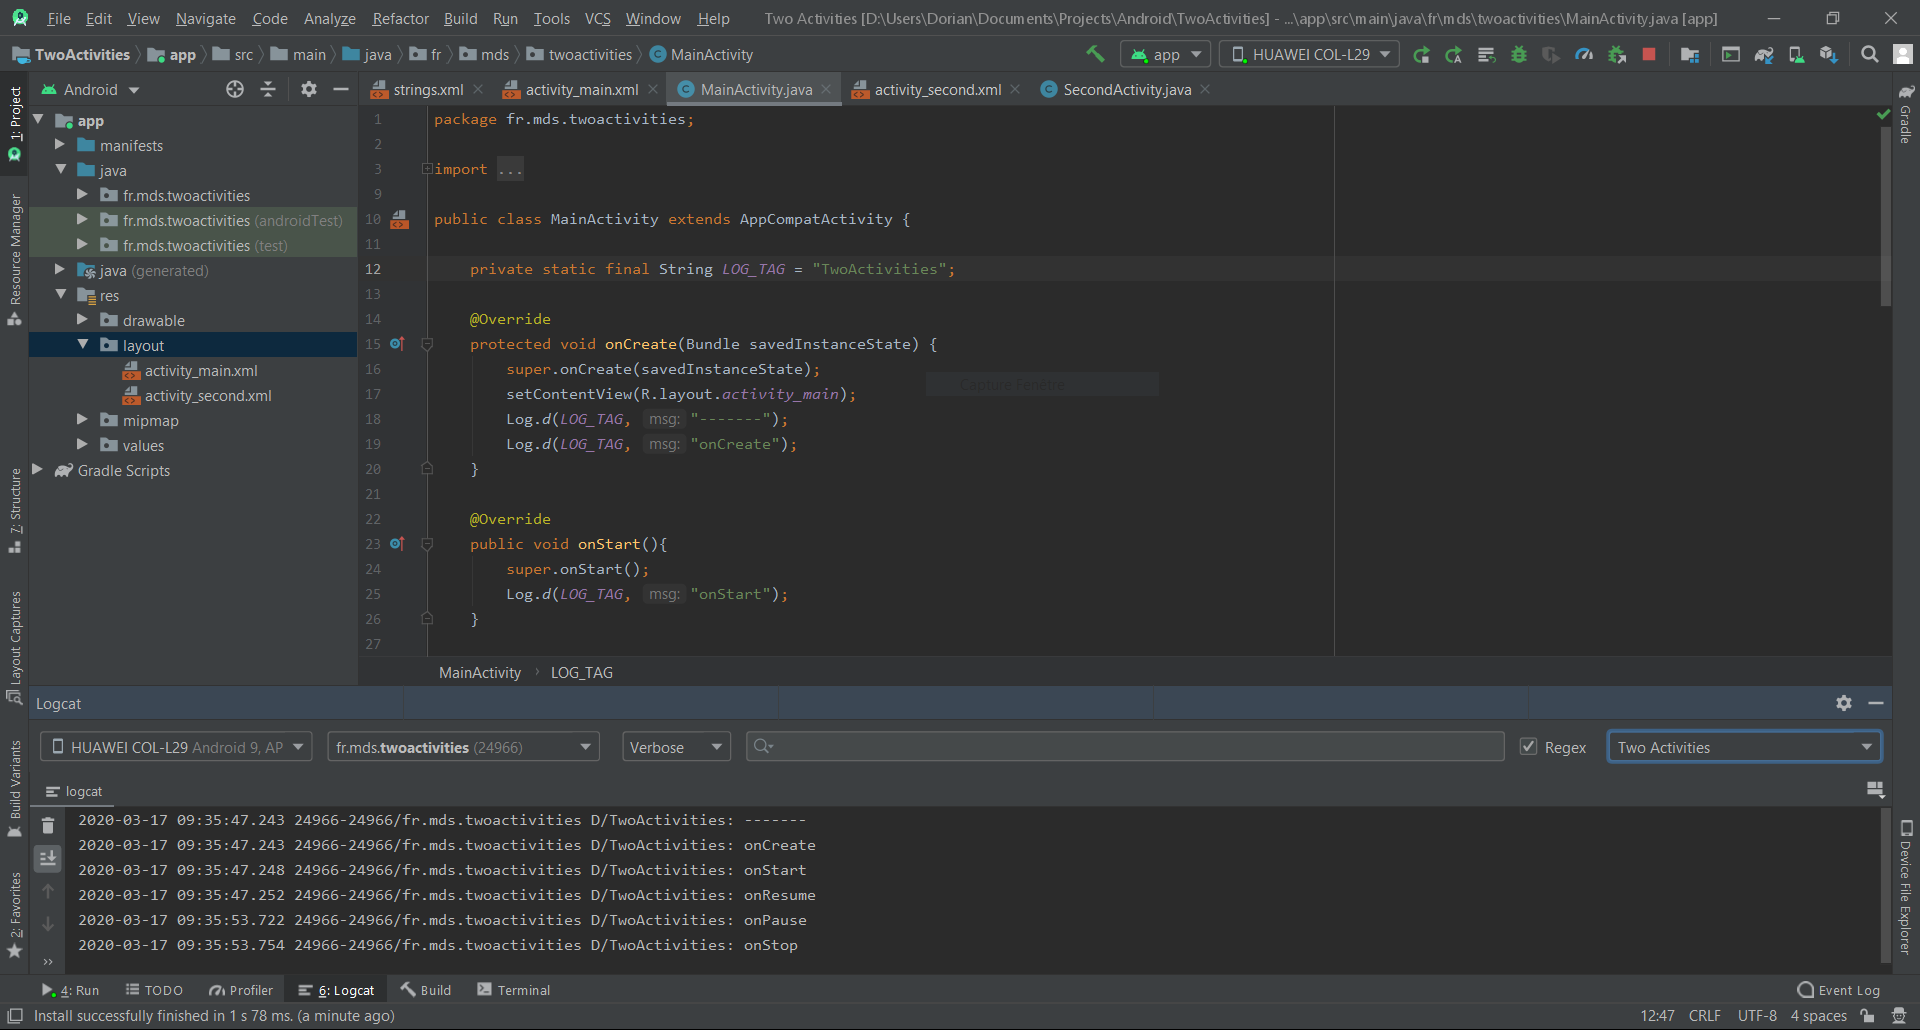 File Edit View Navigate Code Analyze Refactor Build Run Tools VCS Window Help Two Activities [D:\Users\Dorian\Documents\Projects\Android\TwoActivities] - ...\app\src\main\java\fr\mds\twoactivities\MainActivity.java [app]
TwoActivities app src main java fr mds twoactivities MainActivity app HUAWEI COL-L29
Android
strings.xml activity_main.xml MainActivity.java activity_second.xml SecondActivity.java
1: Project
Resource Manager
7: Structure
Layout Captures
Build Variants
2: Favorites
app
manifests
java
fr.mds.twoactivities
fr.mds.twoactivities (androidTest)
fr.mds.twoactivities (test)
java (generated)
res
drawable
layout
activity_main.xml
activity_second.xml
mipmap
values
Gradle Scripts
1 package fr.mds.twoactivities;
2
3 import ...
9
10 public class MainActivity extends AppCompatActivity {
11
12 private static final String LOG_TAG = "TwoActivities";
13
14 @Override
15 protected void onCreate(Bundle savedInstanceState) {
16 super.onCreate(savedInstanceState);
Capture Fenêtre
17 setContentView(R.layout.activity_main);
18 Log.d(LOG_TAG, msg: "-------");
19 Log.d(LOG_TAG, msg: "onCreate");
20 }
21
22 @Override
23 public void onStart(){
24 super.onStart();
25 Log.d(LOG_TAG, msg: "onStart");
26 }
27
MainActivity LOG_TAG
Gradle
Device File Explorer
Logcat
HUAWEI COL-L29 Android 9, AP fr.mds.twoactivities (24966) Verbose Regex Two Activities
logcat
2020-03-17 09:35:47.243 24966-24966/fr.mds.twoactivities D/TwoActivities: -------
2020-03-17 09:35:47.243 24966-24966/fr.mds.twoactivities D/TwoActivities: onCreate
2020-03-17 09:35:47.248 24966-24966/fr.mds.twoactivities D/TwoActivities: onStart
2020-03-17 09:35:47.252 24966-24966/fr.mds.twoactivities D/TwoActivities: onResume
2020-03-17 09:35:53.722 24966-24966/fr.mds.twoactivities D/TwoActivities: onPause
2020-03-17 09:35:53.754 24966-24966/fr.mds.twoactivities D/TwoActivities: onStop
4: Run TODO Profiler 6: Logcat Build Terminal Event Log
Install successfully finished in 1 s 78 ms. (a minute ago) 12:47 CRLF UTF-8 4 spaces